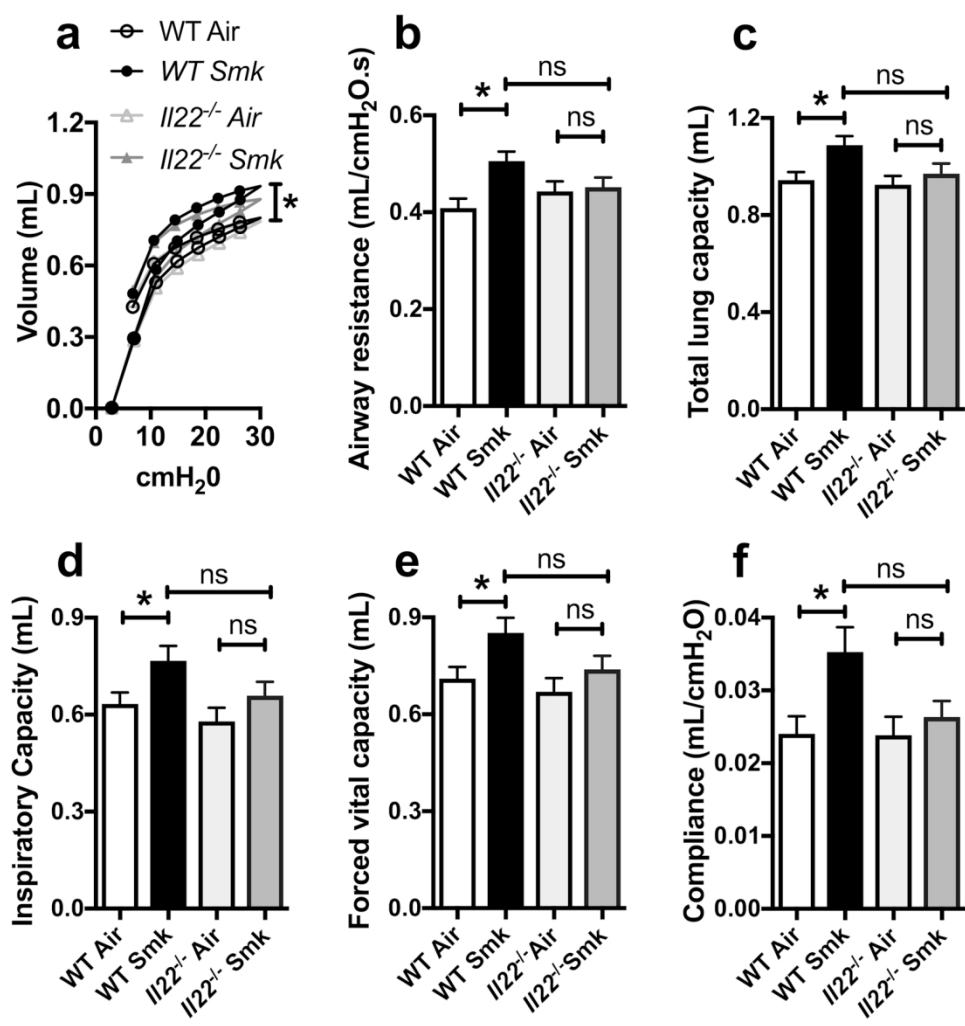 a
WT Air
WT Smk
Il22-/- Air
Il22-/- Smk
Volume (mL)
1.2
0.9
0.6
0.3
0.0
0 10 20 30
cmH20
*
b
Airway resistance (mL/cmH2O.s)
0.6
0.4
0.2
0.0
*
ns
ns
WT Air
WT Smk
Il22-/- Air
Il22-/- Smk
c
Total lung capacity (mL)
1.2
0.9
0.6
0.3
0.0
*
ns
ns
WT Air
WT Smk
Il22-/- Air
Il22-/- Smk
d
Inspiratory Capacity (mL)
0.9
0.6
0.3
0.0
*
ns
ns
WT Air
WT Smk
Il22-/- Air
Il22-/- Smk
e
Forced vital capacity (mL)
0.9
0.6
0.3
0.0
*
ns
ns
WT Air
WT Smk
Il22-/- Air
Il22-/-Smk
f
Compliance (mL/cmH2O)
0.04
0.03
0.02
0.01
0.00
*
ns
ns
WT Air
WT Smk
Il22-/- Air
Il22-/- Smk